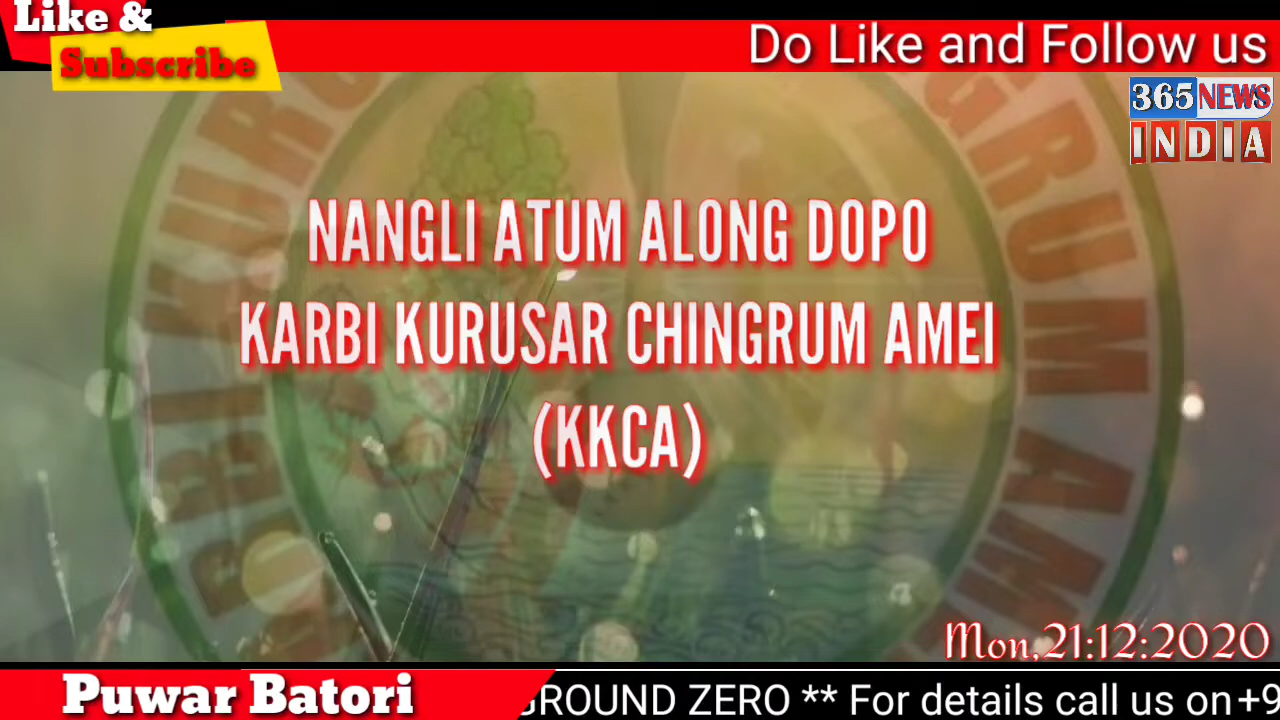 Like &
Subscribe
Do Like and Follow us
365 NEWS
INDIA
NANGLI ATUM ALONG DOPO
KARBI KURUSAR CHINGRUM AMEI
(KKCA)
Mon,21:12:2020
Puwar Batori
GROUND ZERO ** For details call us on +9